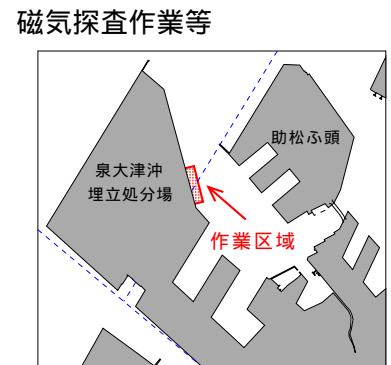 磁気探査作業等
助松ふ頭
泉大津沖
埋立処分場
作業区域